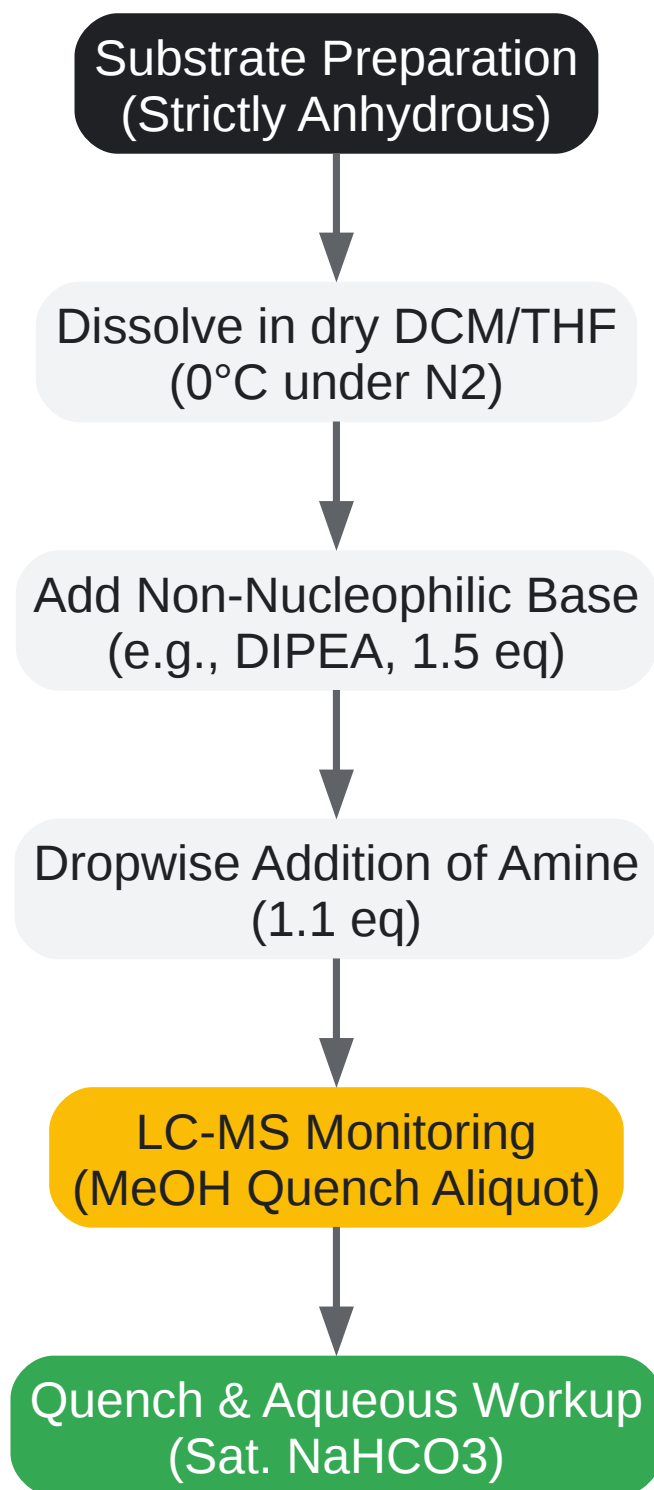 Substrate Preparation
(Strictly Anhydrous)
Dissolve in dry DCM/THF
(0°C under N2)
Add Non-Nucleophilic Base
(e.g., DIPEA, 1.5 eq)
Dropwise Addition of Amine
(1.1 eq)
LC-MS Monitoring
(MeOH Quench Aliquot)
Quench & Aqueous Workup
(Sat. NaHCO3)